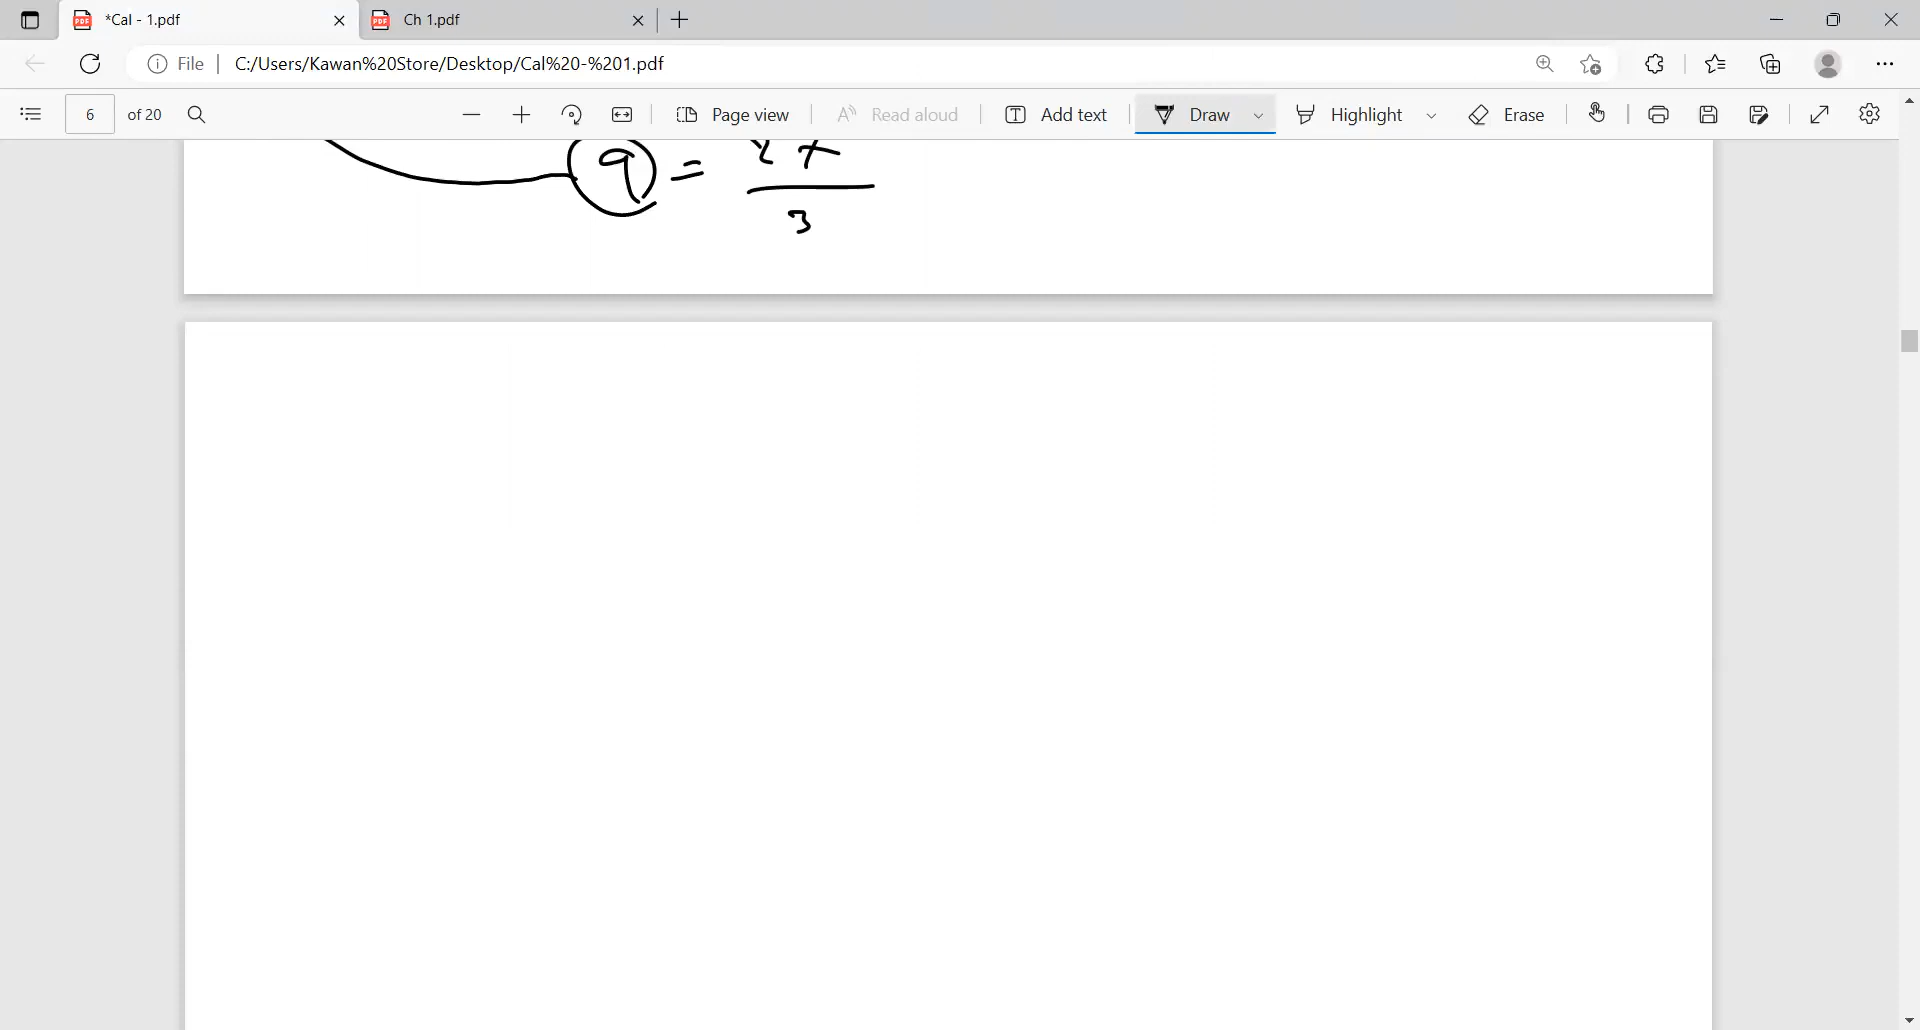 *Cal - 1.pdf
Ch 1.pdf
File
C:/Users/Kawan%20Store/Desktop/Cal%20-%201.pdf
6 of 20
Page view
Read aloud
Add text
Draw
Highlight
Erase
9 =
3